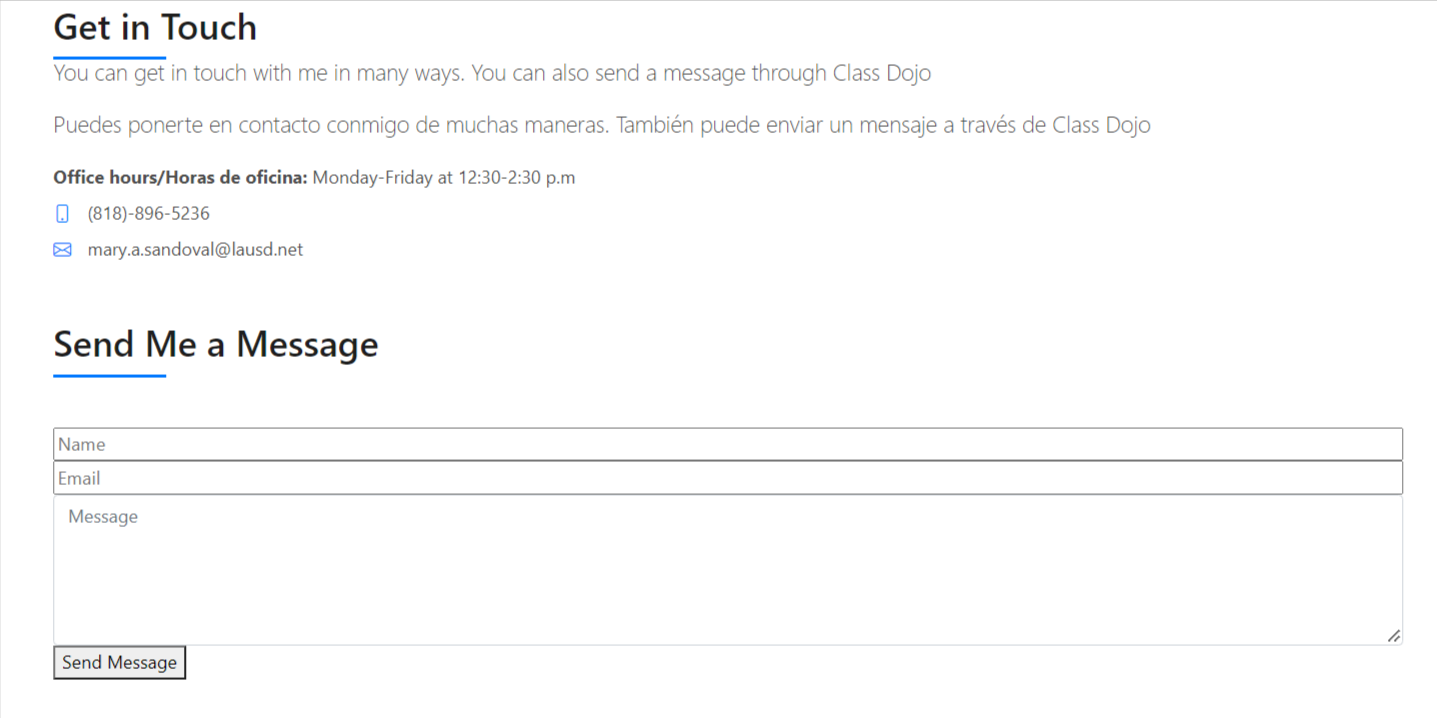 Get in Touch
You can get in touch with me in many ways. You can also send a message through Class Dojo
Puedes ponerte en contacto conmigo de muchas maneras. También puede enviar un mensaje a través de Class Dojo
Office hours/Horas de oficina: Monday-Friday at 12:30-2:30 p.m
(818)-896-5236
mary.a.sandoval@lausd.net
Send Me a Message
Name
Email
Message
Send Message